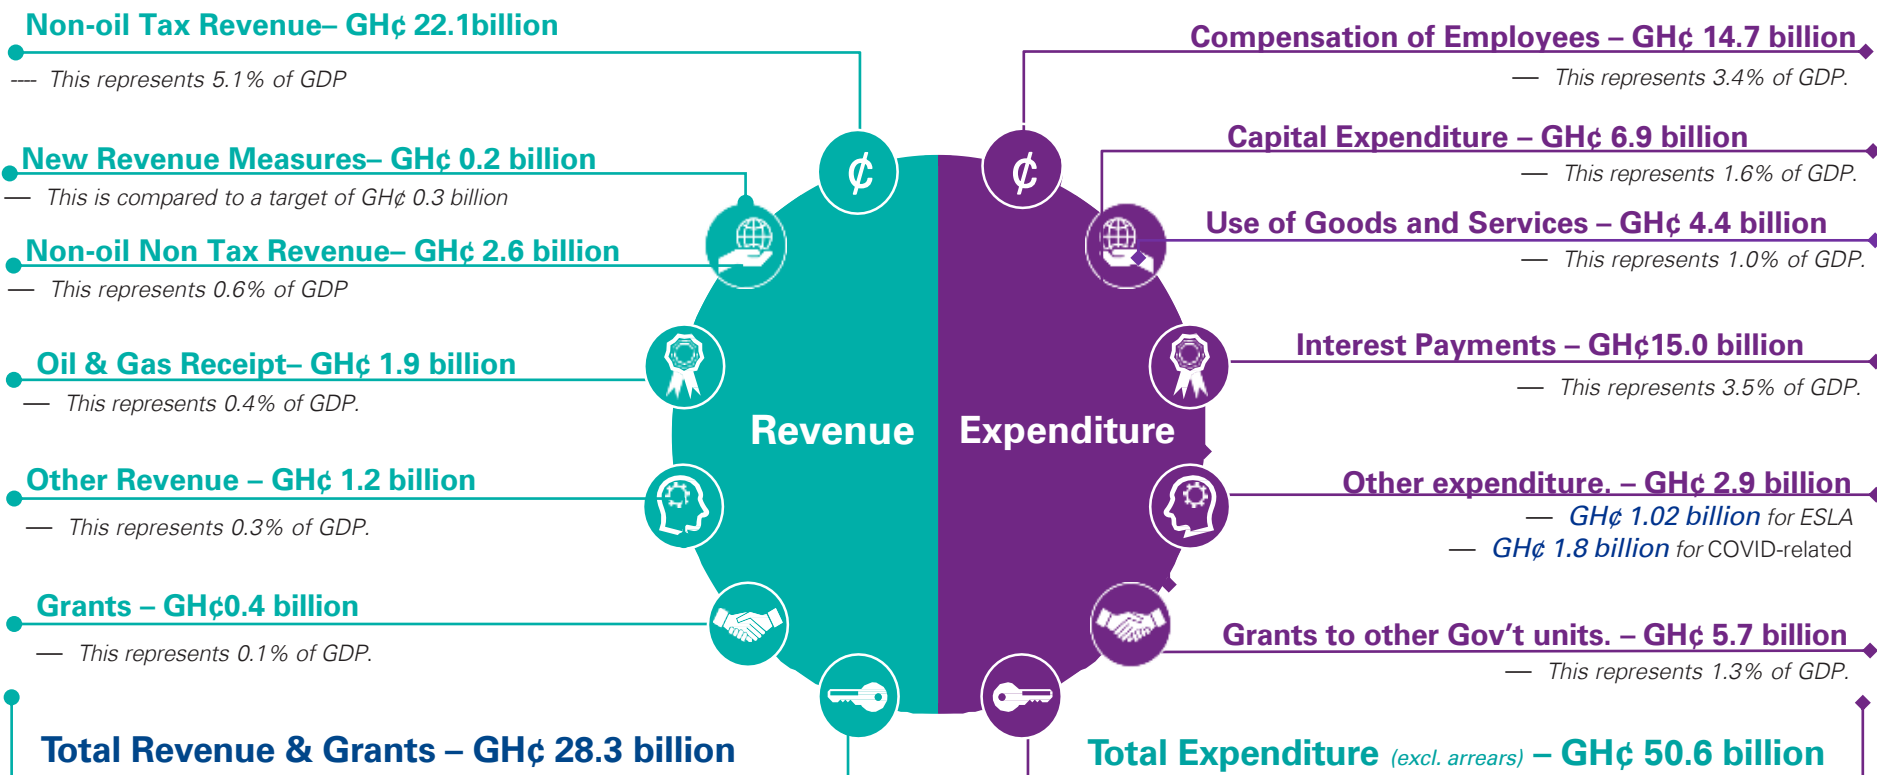 Non-oil Tax Revenue– GH¢ 22.1billion
---- This represents 5.1% of GDP
New Revenue Measures– GH¢ 0.2 billion
— This is compared to a target of GH¢ 0.3 billion
Non-oil Non Tax Revenue– GH¢ 2.6 billion
— This represents 0.6% of GDP
Oil & Gas Receipt– GH¢ 1.9 billion
— This represents 0.4% of GDP.
Other Revenue – GH¢ 1.2 billion
— This represents 0.3% of GDP.
Grants – GH¢0.4 billion
— This represents 0.1% of GDP.
Total Revenue & Grants – GH¢ 28.3 billion
¢
Revenue
¢
Expenditure
Compensation of Employees – GH¢ 14.7 billion
— This represents 3.4% of GDP.
Capital Expenditure – GH¢ 6.9 billion
— This represents 1.6% of GDP.
Use of Goods and Services – GH¢ 4.4 billion
— This represents 1.0% of GDP.
Interest Payments – GH¢15.0 billion
— This represents 3.5% of GDP.
Other expenditure. – GH¢ 2.9 billion
— GH¢ 1.02 billion for ESLA
— GH¢ 1.8 billion for COVID-related
Grants to other Gov’t units. – GH¢ 5.7 billion
— This represents 1.3% of GDP.
Total Expenditure (excl. arrears) – GH¢ 50.6 billion